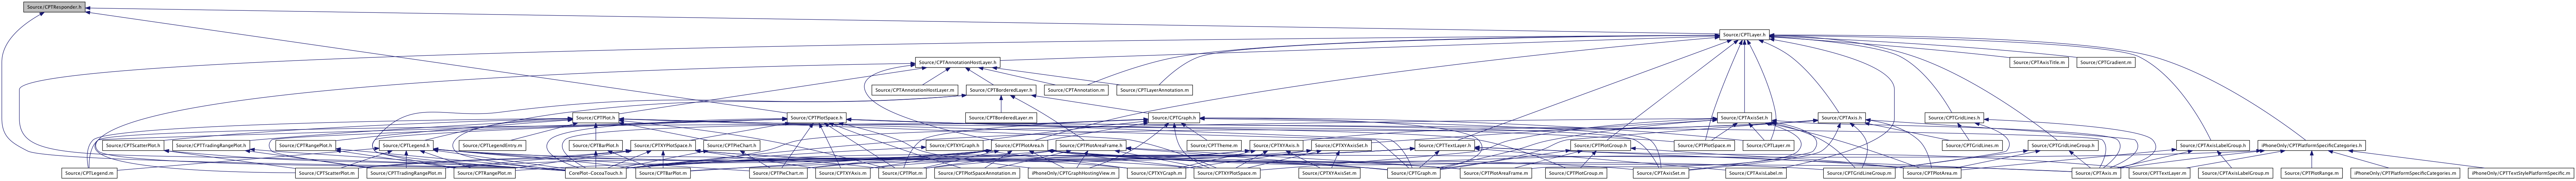 Source/CPTResponder.h
Source/CPTLayer.h
Source/CPTAnnotationHostLayer.h
Source/CPTAxisTitle.m
Source/CPTGradient.m
Source/CPTAnnotationHostLayer.m
Source/CPTBorderedLayer.h
Source/CPTAnnotation.m
Source/CPTLayerAnnotation.m
Source/CPTPlot.h
Source/CPTPlotSpace.h
Source/CPTBorderedLayer.m
Source/CPTGraph.h
Source/CPTAxisSet.h
Source/CPTAxis.h
Source/CPTGridLines.h
Source/CPTScatterPlot.h
Source/CPTTradingRangePlot.h
Source/CPTRangePlot.h
Source/CPTLegend.h
Source/CPTLegendEntry.m
Source/CPTBarPlot.h
Source/CPTXYPlotSpace.h
Source/CPTPieChart.h
Source/CPTXYGraph.h
Source/CPTPlotArea.h
Source/CPTPlotAreaFrame.h
Source/CPTTheme.m
Source/CPTXYAxis.h
Source/CPTXYAxisSet.h
Source/CPTTextLayer.h
Source/CPTPlotGroup.h
Source/CPTPlotSpace.m
Source/CPTLayer.m
Source/CPTGridLines.m
Source/CPTGridLineGroup.h
Source/CPTAxisLabelGroup.h
iPhoneOnly/CPTPlatformSpecificCategories.h
Source/CPTLegend.m
Source/CPTScatterPlot.m
Source/CPTTradingRangePlot.m
Source/CPTRangePlot.m
CorePlot-CocoaTouch.h
Source/CPTBarPlot.m
Source/CPTPieChart.m
Source/CPTXYAxis.m
Source/CPTPlot.m
Source/CPTPlotSpaceAnnotation.m
iPhoneOnly/CPTGraphHostingView.m
Source/CPTXYGraph.m
Source/CPTXYPlotSpace.m
Source/CPTXYAxisSet.m
Source/CPTGraph.m
Source/CPTPlotAreaFrame.m
Source/CPTPlotGroup.m
Source/CPTAxisSet.m
Source/CPTAxisLabel.m
Source/CPTGridLineGroup.m
Source/CPTPlotArea.m
Source/CPTAxis.m
Source/CPTTextLayer.m
Source/CPTAxisLabelGroup.m
Source/CPTPlotRange.m
iPhoneOnly/CPTPlatformSpecificCategories.m
iPhoneOnly/CPTTextStylePlatformSpecific.m